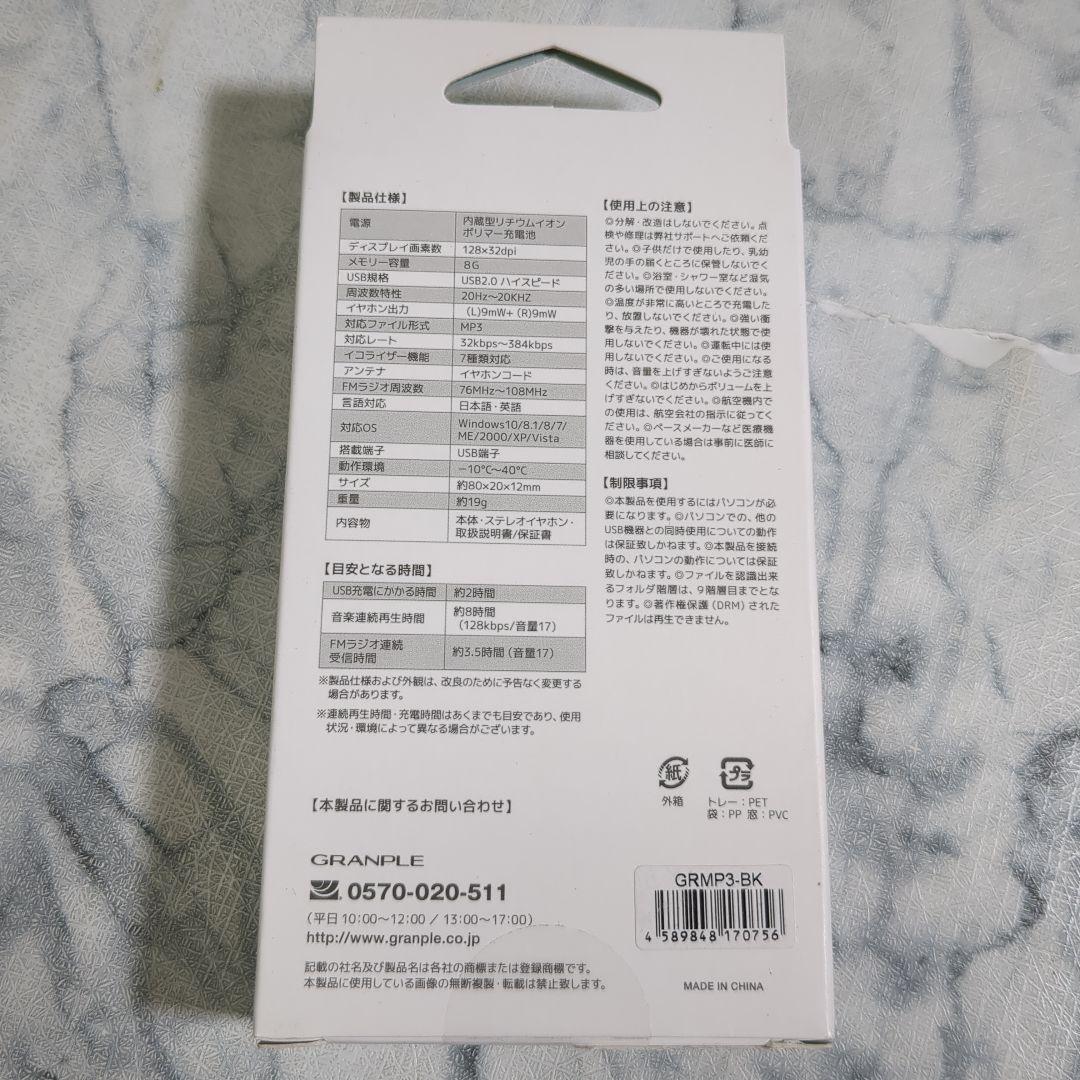 【製品仕様】
電源 内蔵型リチウムイオン
ポリマー充電池
ディスプレイ画素数 128×32dpi
メモリー容量 8G
USB規格 USB2.0 ハイスピード
周波数特性 20Hz～20KHZ
イヤホン出力 (L)9mW+ (R)9mW
対応ファイル形式 MP3
対応レート 32kbps～384kbps
イコライザー機能 7種類対応
アンテナ イヤホンコード
FMラジオ周波数 76MHz～108MHz
言語対応 日本語・英語
対応OS Windows10/8.1/8/7/
ME/2000/XP/Vista
搭載端子 USB端子
動作環境 －10℃～40℃
サイズ 約80×20×12mm
重量 約19g
内容物 本体・ステレオイヤホン・
取扱説明書/保証書
【目安となる時間】
USB充電にかかる時間 約2時間
音楽連続再生時間 約8時間
（128kbps/音量17）
FMラジオ連続
受信時間 約3.5時間（音量17）
※製品仕様および外観は、改良のために予告なく変更する
場合があります。
※連続再生時間・充電時間はあくまでも目安であり、使用
状況・環境によって異なる場合がございます。
【使用上の注意】
◎分解・改造はしないでください。点
検や修理は弊社サポートへご依頼くだ
さい。◎子供だけで使用したり、乳幼
児の手の届くところに保管しないでく
ださい。◎浴室・シャワー室など湿気
の多い場所で使用しないでください。
◎温度が非常に高いところで充電した
り、放置しないでください。◎強い衝
撃を与えたり、機器が壊れた状態で使
用しないでください。◎運転中には使
用しないでください。◎ご使用になる
時は、音量を上げすぎないようご注意
ください。◎はじめからボリュームを上
げすぎないでください。◎航空機内で
の使用は、航空会社の指示に従ってく
ださい。◎ペースメーカーなど医療機
器を使用している場合は事前に医師に
相談してください。
【制限事項】
◎本製品を使用するにはパソコンが必
要になります。◎パソコンでの、他の
USB機器との同時使用についての動作
は保証致しかねます。◎本製品を接続
時の、パソコンの動作については保証
致しかねます。◎ファイルを認識出来
るフォルダ階層は、9階層目までとな
ります。◎著作権保護（DRM）された
ファイルは再生できません。
紙 プラ
外箱 トレー：PET
袋：PP 窓：PVC
【本製品に関するお問い合わせ】
GRANPLE
0570-020-511
（平日 10:00～12:00 / 13:00～17:00）
http://www.granple.co.jp
記載の社名及び製品名は各社の商標または登録商標です。
本製品に使用している画像の無断複製・転載は禁止致します。
GRMP3-BK
4 589848 170756
MADE IN CHINA